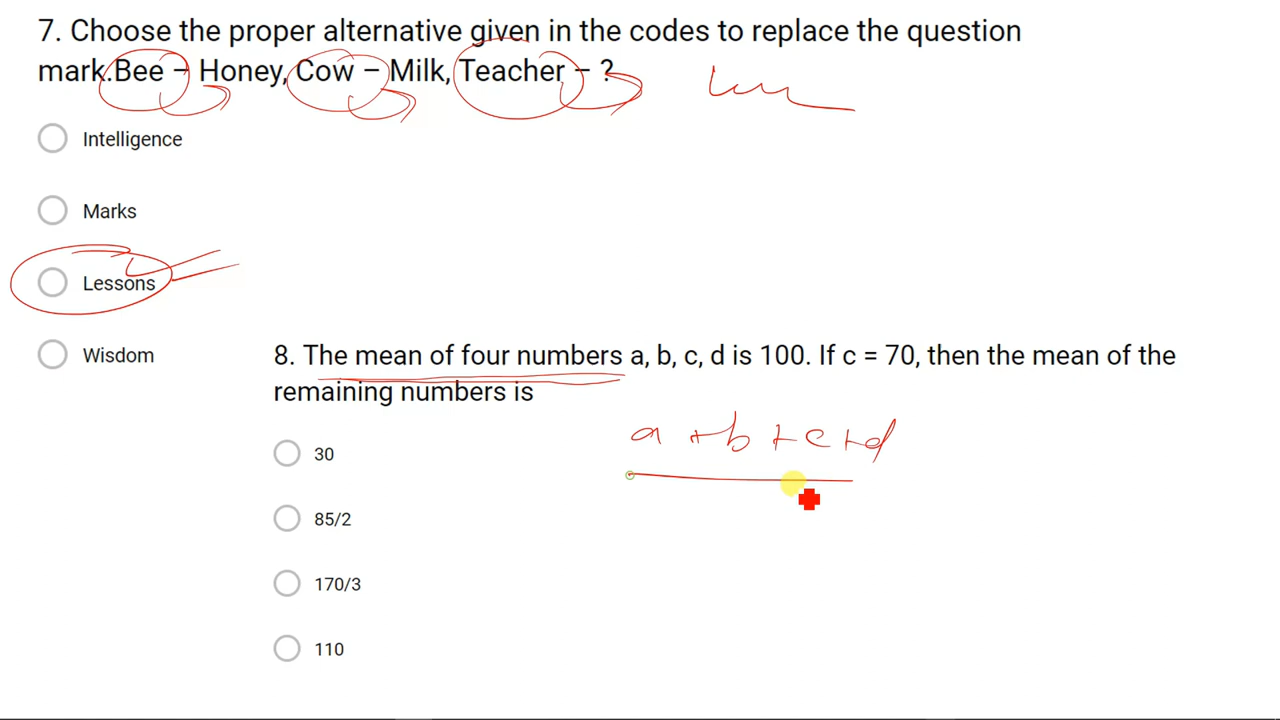 7. Choose the proper alternative given in the codes to replace the question
mark.Bee – Honey, Cow – Milk, Teacher – ?
Intelligence
Marks
Lessons
Wisdom
8. The mean of four numbers a, b, c, d is 100. If c = 70, then the mean of the
remaining numbers is
a + b + c + d
30
85/2
170/3
110